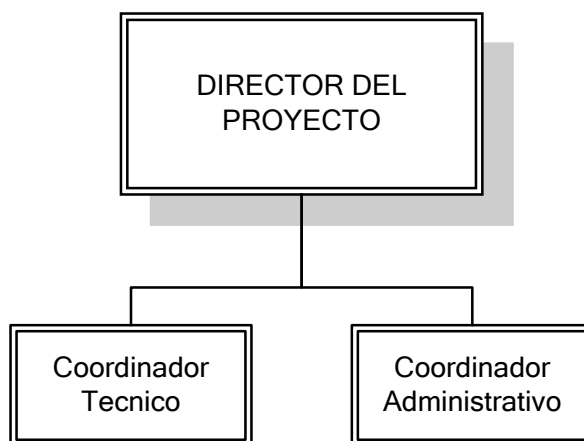 DIRECTOR DEL
PROYECTO
Coordinador
Tecnico
Coordinador
Administrativo